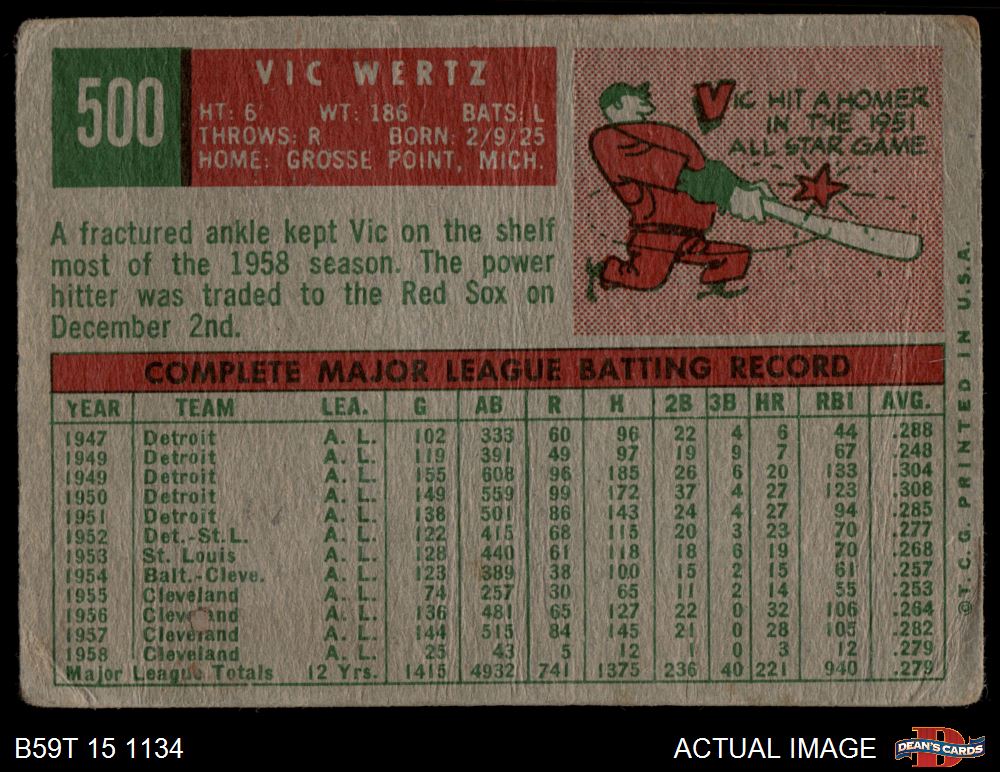 500
VIC WERTZ
HT: 6' WT: 186 BATS: L
THROWS: R BORN: 2/9/25
HOME: GROSSE POINT, MICH.
VIC HIT A HOMER
IN THE 1951
ALL STAR GAME
A fractured ankle kept Vic on the shelf
most of the 1958 season. The power
hitter was traded to the Red Sox on
December 2nd.
COMPLETE MAJOR LEAGUE BATTING RECORD
YEAR TEAM LEA. G AB R H 2B 3B HR RBI AVG.
1947 Detroit A. L. 102 333 60 96 22 4 6 44 .288
1949 Detroit A. L. 119 391 49 97 19 9 7 67 .248
1949 Detroit A. L. 155 608 96 185 26 6 20 133 .304
1950 Detroit A. L. 149 559 99 172 37 4 27 123 .308
1951 Detroit A. L. 138 501 86 143 24 4 27 94 .285
1952 Det.-St. L. A. L. 122 415 68 115 20 3 23 70 .277
1953 St. Louis A. L. 128 440 61 118 18 6 19 70 .268
1954 Balt.-Cleve. A. L. 123 389 38 100 15 2 15 61 .257
1955 Cleveland A. L. 74 257 30 65 11 2 14 55 .253
1956 Cleveland A. L. 136 481 65 127 22 0 32 106 .264
1957 Cleveland A. L. 144 515 84 145 21 0 28 105 .282
1958 Cleveland A. L. 25 43 5 12 1 0 3 12 .279
Major League Totals 12 Yrs. 1415 4932 741 1375 236 40 221 940 .279
©T. C. G. PRINTED IN U.S.A.
B59T 15 1134
ACTUAL IMAGE
DEAN'S CARDS